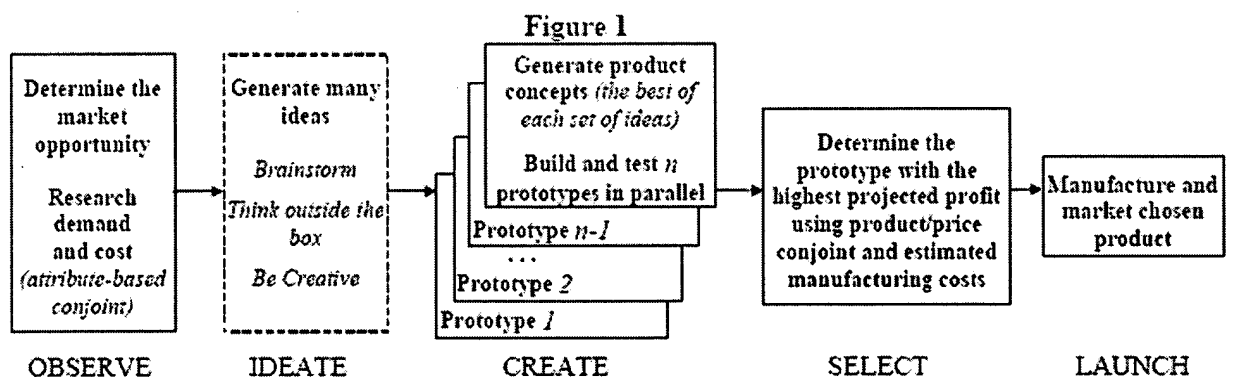 Figure 1
Determine the
market
opportunity
Research
demand
and cost
(attribute-based
conjoint)
OBSERVE
Generate many
ideas
Brainstorm
Think outside the
box
Be Creative
IDEATE
Generate product
concepts (the best of
each set of ideas)
Build and test n
prototypes in parallel
Prototype n-1
...
Prototype 2
Prototype 1
CREATE
Determine the
prototype with the
highest projected profit
using product/price
conjoint and estimated
manufacturing costs
SELECT
Manufacture and
market chosen
product
LAUNCH